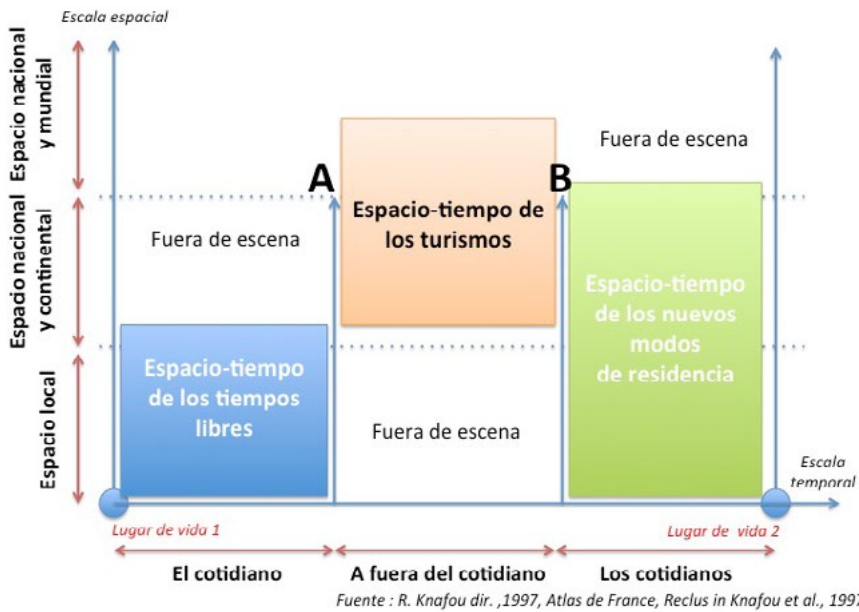 Escala espacial
Espacio nacional
y mundial
Espacio nacional
y continental
Espacio local
Fuera de escena
A
B
Espacio-tiempo de
los turismos
Fuera de escena
Espacio-tiempo
de los nuevos
modos
de residencia
Espacio-tiempo
de los tiempos
libres
Fuera de escena
Escala
temporal
Lugar de vida 1
Lugar de vida 2
El cotidiano
A fuera del cotidiano
Los cotidianos
Fuente : R. Knafou dir. ,1997, Atlas de France, Reclus in Knafou et al., 1997